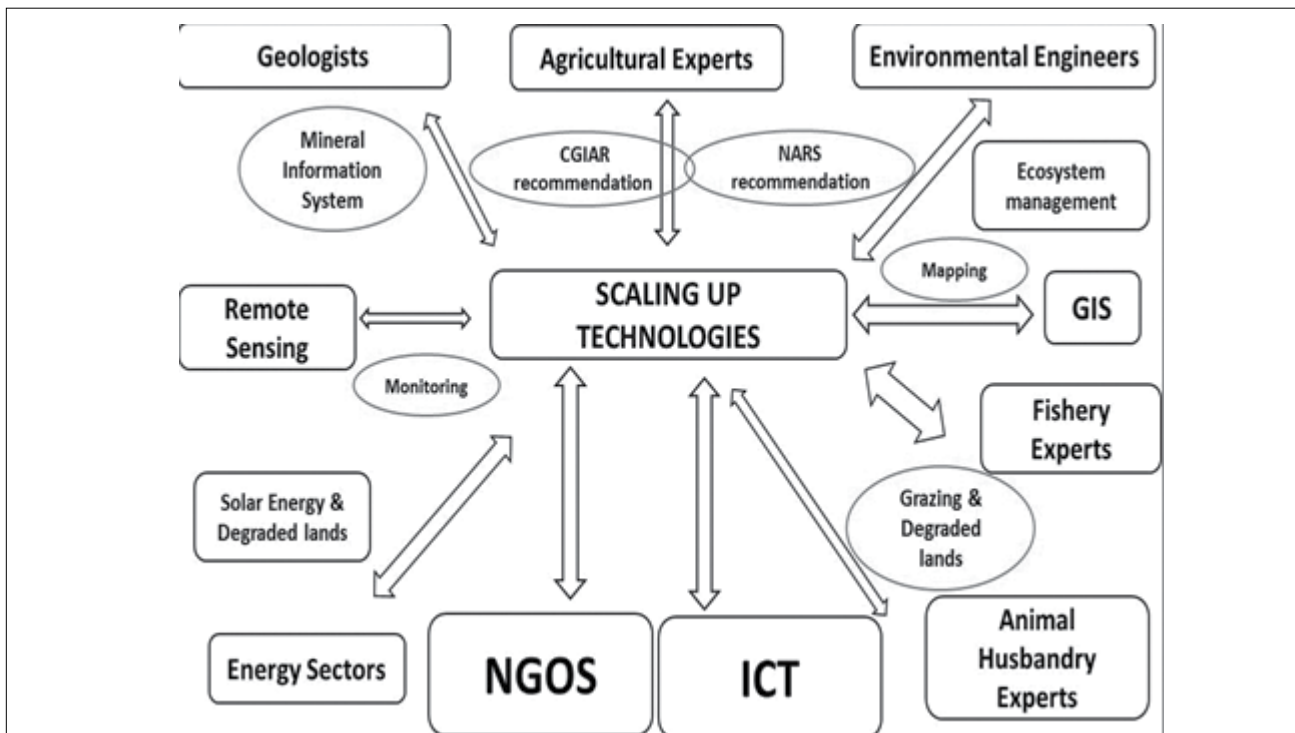 Geologists
Agricultural Experts
Environmental Engineers
Mineral
Information
System
CGIAR
recommendation
NARS
recommendation
Ecosystem
management
Mapping
Remote
Sensing
SCALING UP
TECHNOLOGIES
GIS
Monitoring
Fishery
Experts
Solar Energy &
Degraded lands
Grazing &
Degraded
lands
Energy Sectors
NGOS
ICT
Animal
Husbandry
Experts